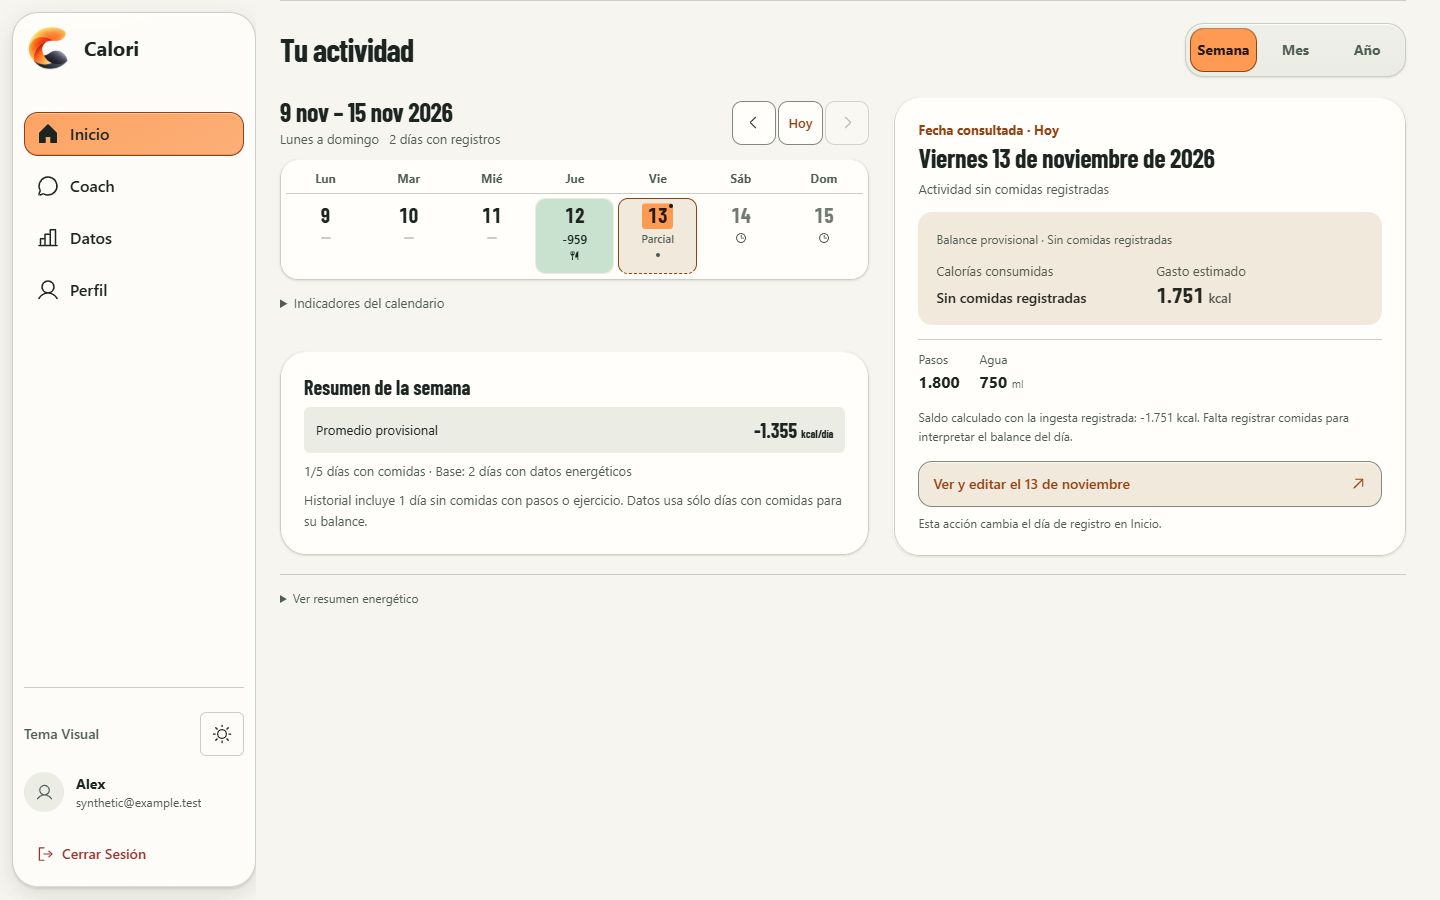 Calori
Inicio
Coach
Datos
Perfil
Tema Visual
Alex
synthetic@example.test
Cerrar Sesión
Tu actividad
Semana Mes Año
9 nov – 15 nov 2026
Lunes a domingo 2 días con registros
Hoy
Lun Mar Mié Jue Vie Sáb Dom
9 10 11 12 13 14 15
— — — -959 Parcial
Indicadores del calendario
Resumen de la semana
Promedio provisional -1.355 kcal/día
1/5 días con comidas · Base: 2 días con datos energéticos
Historial incluye 1 día sin comidas con pasos o ejercicio. Datos usa sólo días con comidas para
su balance.
Fecha consultada · Hoy
Viernes 13 de noviembre de 2026
Actividad sin comidas registradas
Balance provisional · Sin comidas registradas
Calorías consumidas Gasto estimado
Sin comidas registradas 1.751 kcal
Pasos Agua
1.800 750 ml
Saldo calculado con la ingesta registrada: -1.751 kcal. Falta registrar comidas para
interpretar el balance del día.
Ver y editar el 13 de noviembre
Esta acción cambia el día de registro en Inicio.
Ver resumen energético